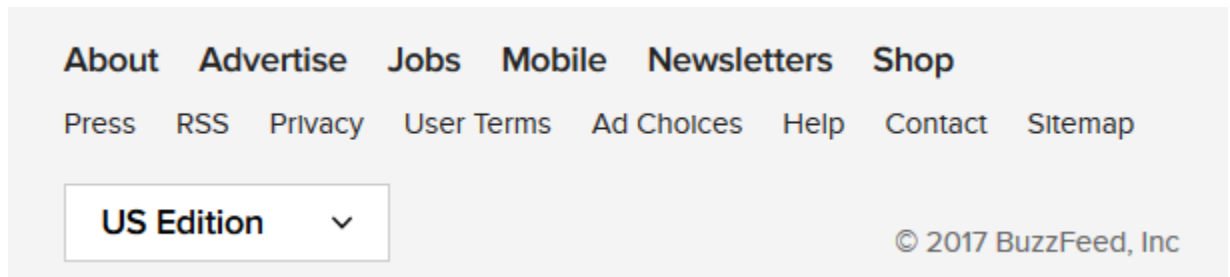 About Advertise Jobs Mobile Newsletters Shop
Press RSS Privacy User Terms Ad Choices Help Contact Sitemap
US Edition
© 2017 BuzzFeed, Inc